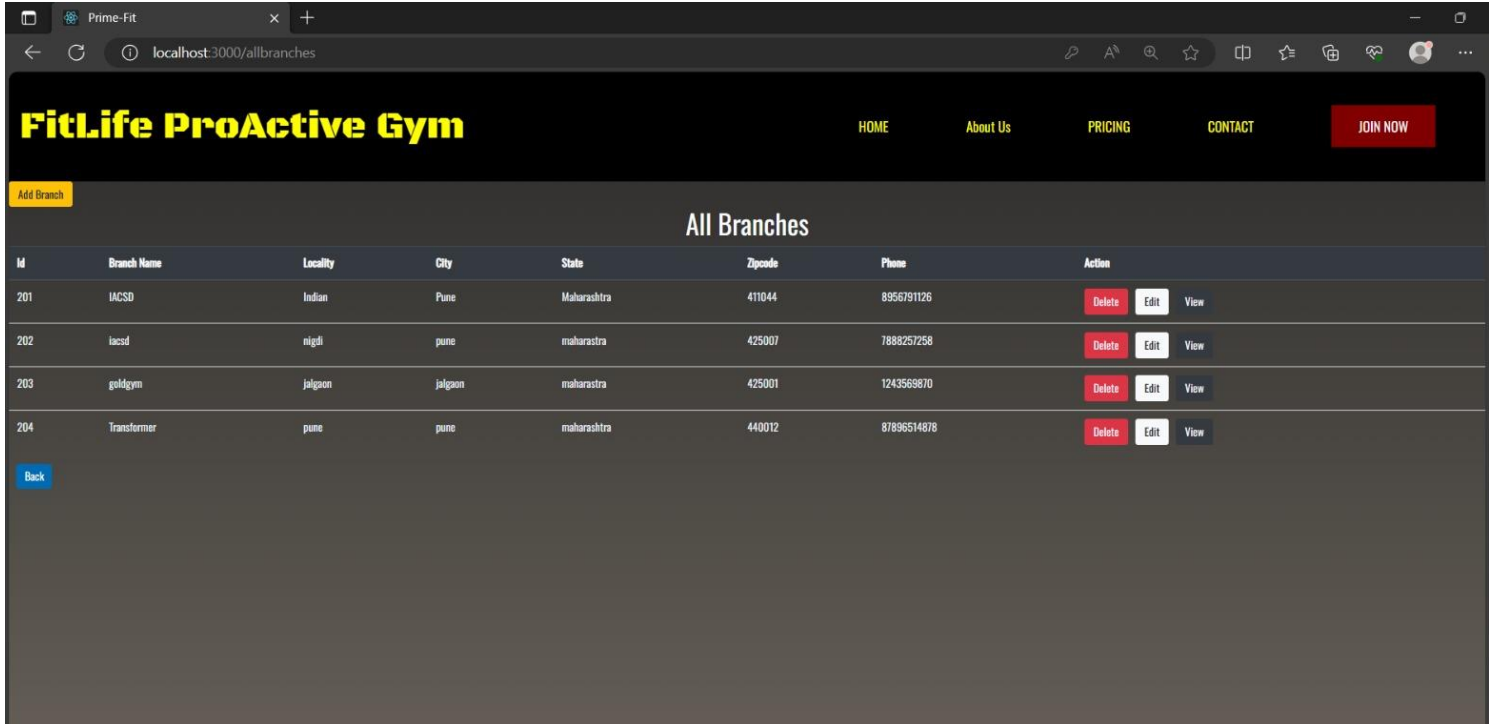 Prime-Fit
localhost:3000/allbranches
FitLife ProActive Gym HOME About Us PRICING CONTACT JOIN NOW
Add Branch
All Branches
Id Branch Name Locality City State Zipcode Phone Action
201 IACSD Indian Pune Maharashtra 411044 8956791126 Delete Edit View
202 iacsd nigdi pune maharastra 425007 7888257258 Delete Edit View
203 goldgym jalgaon jalgaon maharastra 425001 1243569870 Delete Edit View
204 Transformer pune pune maharashtra 440012 87896514878 Delete Edit View
Back